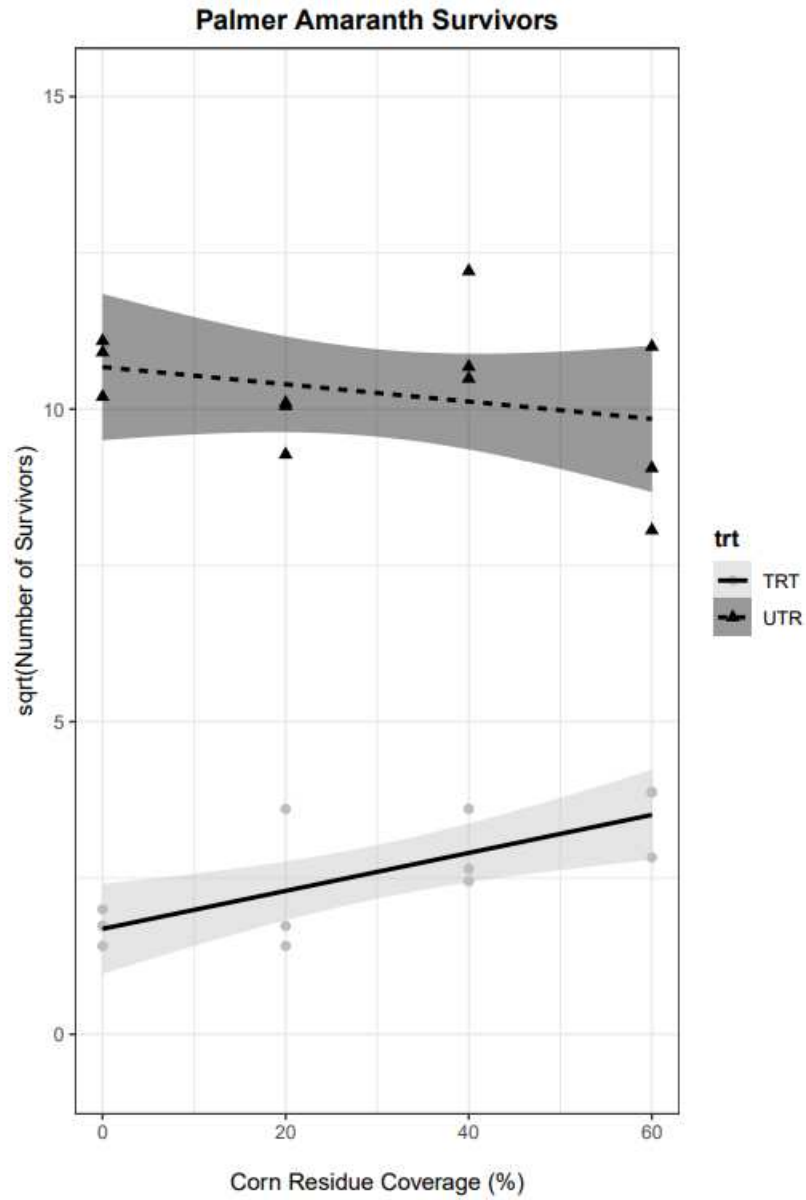 Palmer Amaranth Survivors
15
10
5
0
sqrt(Number of Survivors)
0 20 40 60
Corn Residue Coverage (%)
trt
TRT
UTR